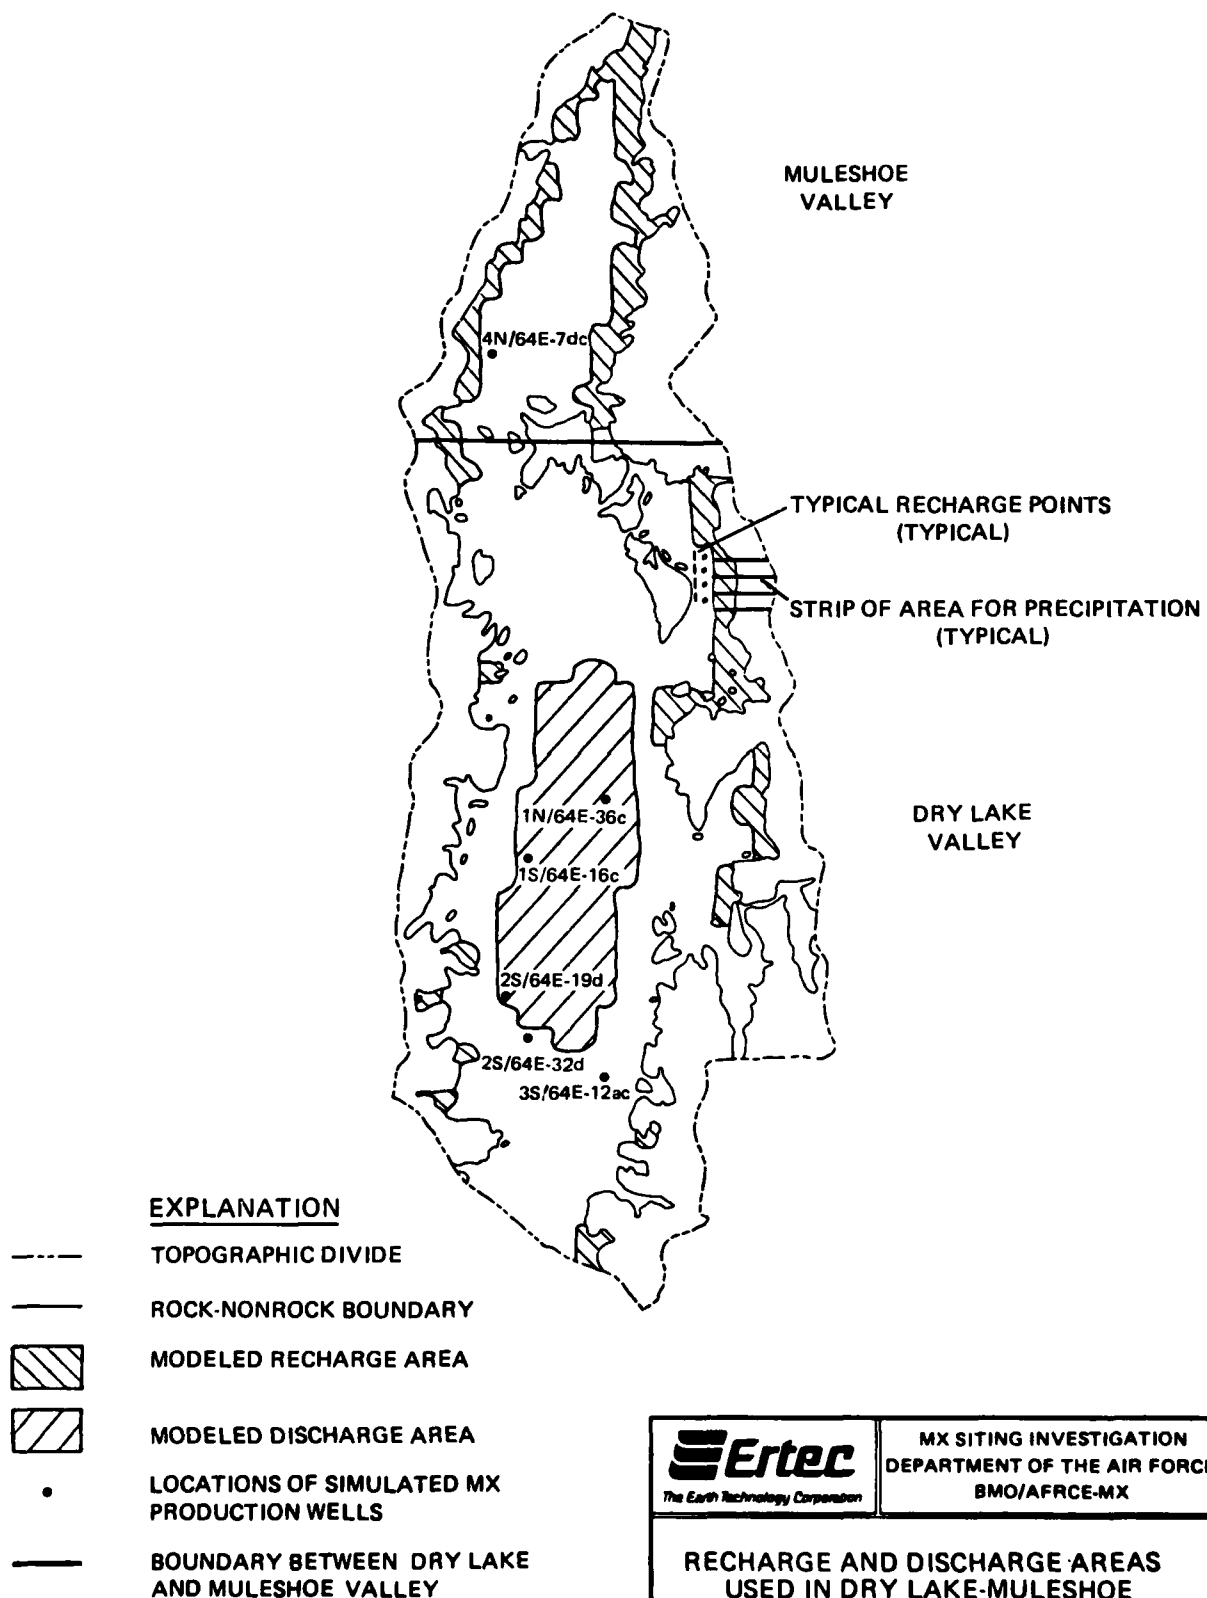 MULESHOE
VALLEY
4N/64E-7dc
TYPICAL RECHARGE POINTS
(TYPICAL)
STRIP OF AREA FOR PRECIPITATION
(TYPICAL)
1N/64E-36c
DRY LAKE
VALLEY
1S/64E-16c
2S/64E-19d
2S/64E-32d
3S/64E-12ac
EXPLANATION
TOPOGRAPHIC DIVIDE
ROCK-NONROCK BOUNDARY
MODELED RECHARGE AREA
MODELED DISCHARGE AREA
LOCATIONS OF SIMULATED MX
PRODUCTION WELLS
BOUNDARY BETWEEN DRY LAKE
AND MULESHOE VALLEY
Ertec
The Earth Technology Corporation
MX SITING INVESTIGATION
DEPARTMENT OF THE AIR FORC
BMO/AFRCE-MX
RECHARGE AND DISCHARGE AREAS
USED IN DRY LAKE-MULESHOE